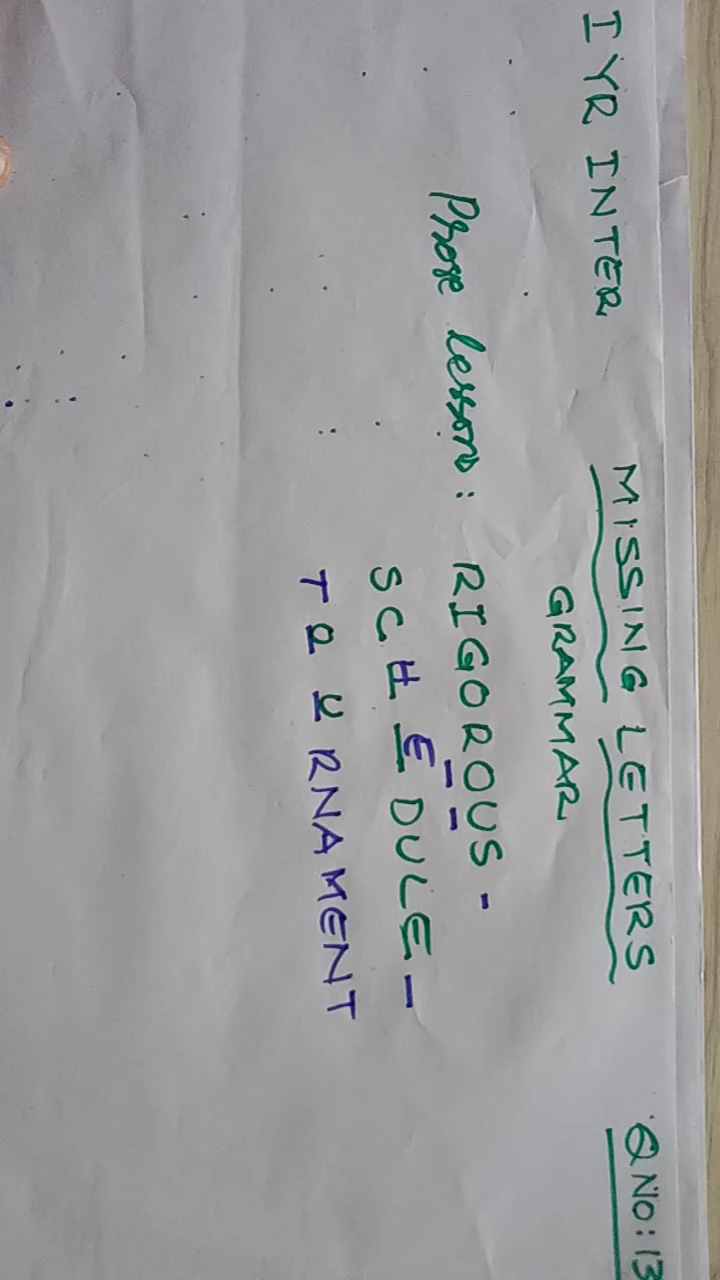 I YR INTER MISSING LETTERS Q NO: 13
GRAMMAR
Prose lessons: RIGOROUS -
SCHEDULE -
TOURNAMENT